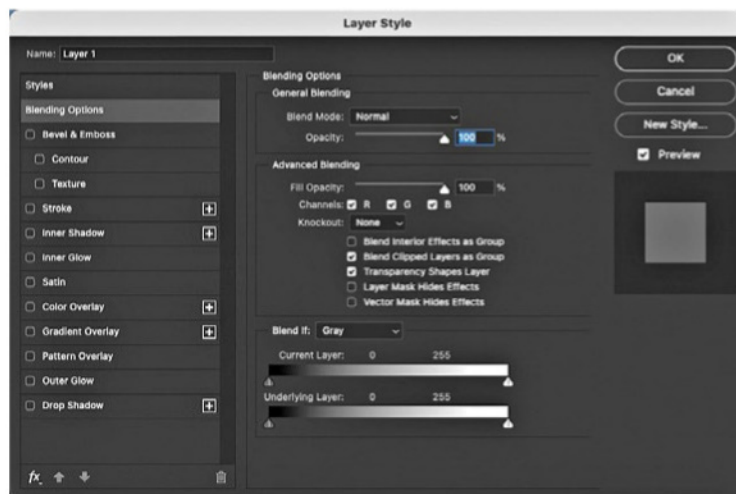 Layer Style
Name: Layer 1
Styles
Blending Options
Bevel & Emboss
Contour
Texture
Stroke
Inner Shadow
Inner Glow
Satin
Color Overlay
Gradient Overlay
Pattern Overlay
Outer Glow
Drop Shadow
fx
Blending Options
General Blending
Blend Mode: Normal
Opacity: 100 %
Advanced Blending
Fill Opacity: 100 %
Channels: R G B
Knockout: None
Blend Interior Effects as Group
Blend Clipped Layers as Group
Transparency Shapes Layer
Layer Mask Hides Effects
Vector Mask Hides Effects
Blend If: Gray
Current Layer: 0 255
Underlying Layer: 0 255
OK
Cancel
New Style...
Preview